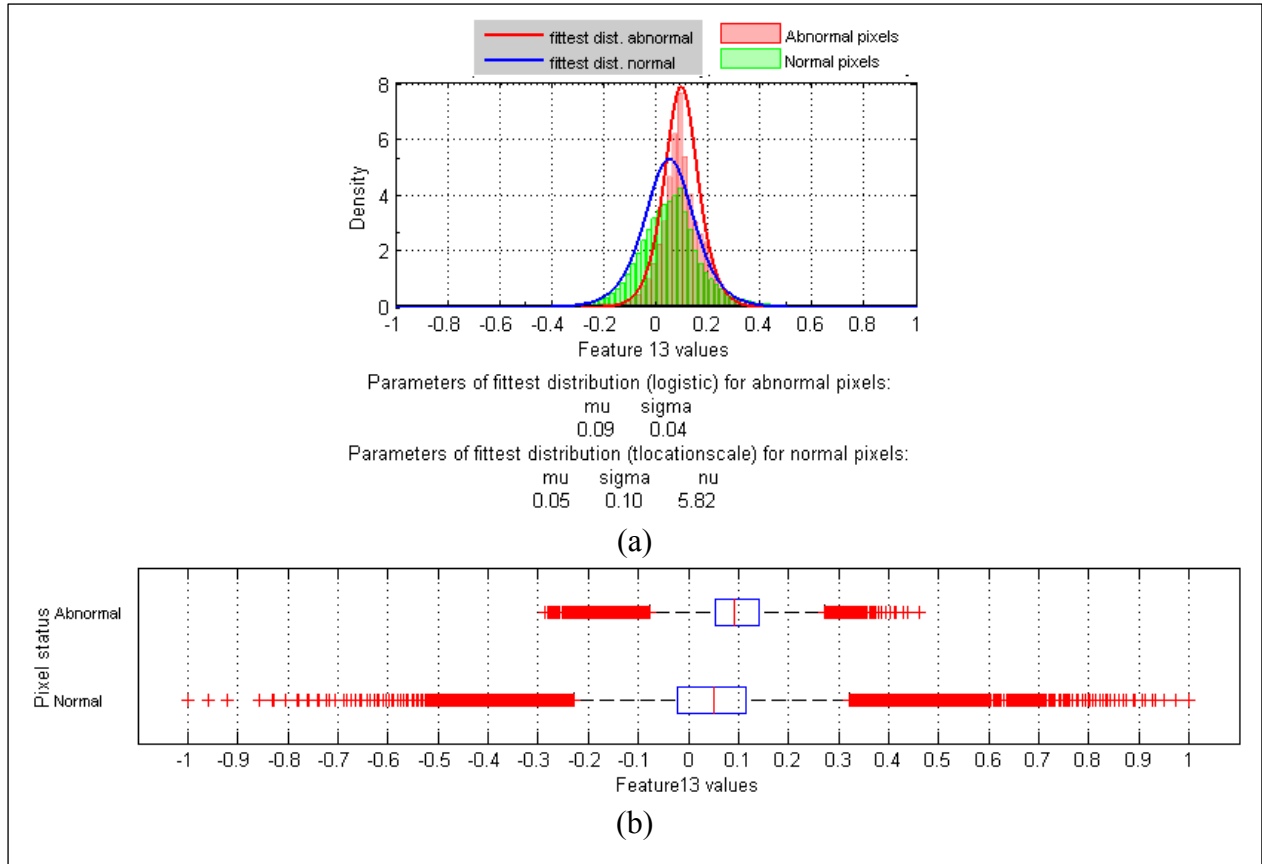 fittest dist. abnormal Abnormal pixels
fittest dist. normal Normal pixels
8
6
4
2
0
Density
-1 -0.8 -0.6 -0.4 -0.2 0 0.2 0.4 0.6 0.8 1
Feature 13 values
Parameters of fittest distribution (logistic) for abnormal pixels:
mu sigma
0.09 0.04
Parameters of fittest distribution (tlocationscale) for normal pixels:
mu sigma nu
0.05 0.10 5.82
(a)
Pixel status
Abnormal
Normal
-1 -0.9 -0.8 -0.7 -0.6 -0.5 -0.4 -0.3 -0.2 -0.1 0 0.1 0.2 0.3 0.4 0.5 0.6 0.7 0.8 0.9 1
Feature13 values
(b)